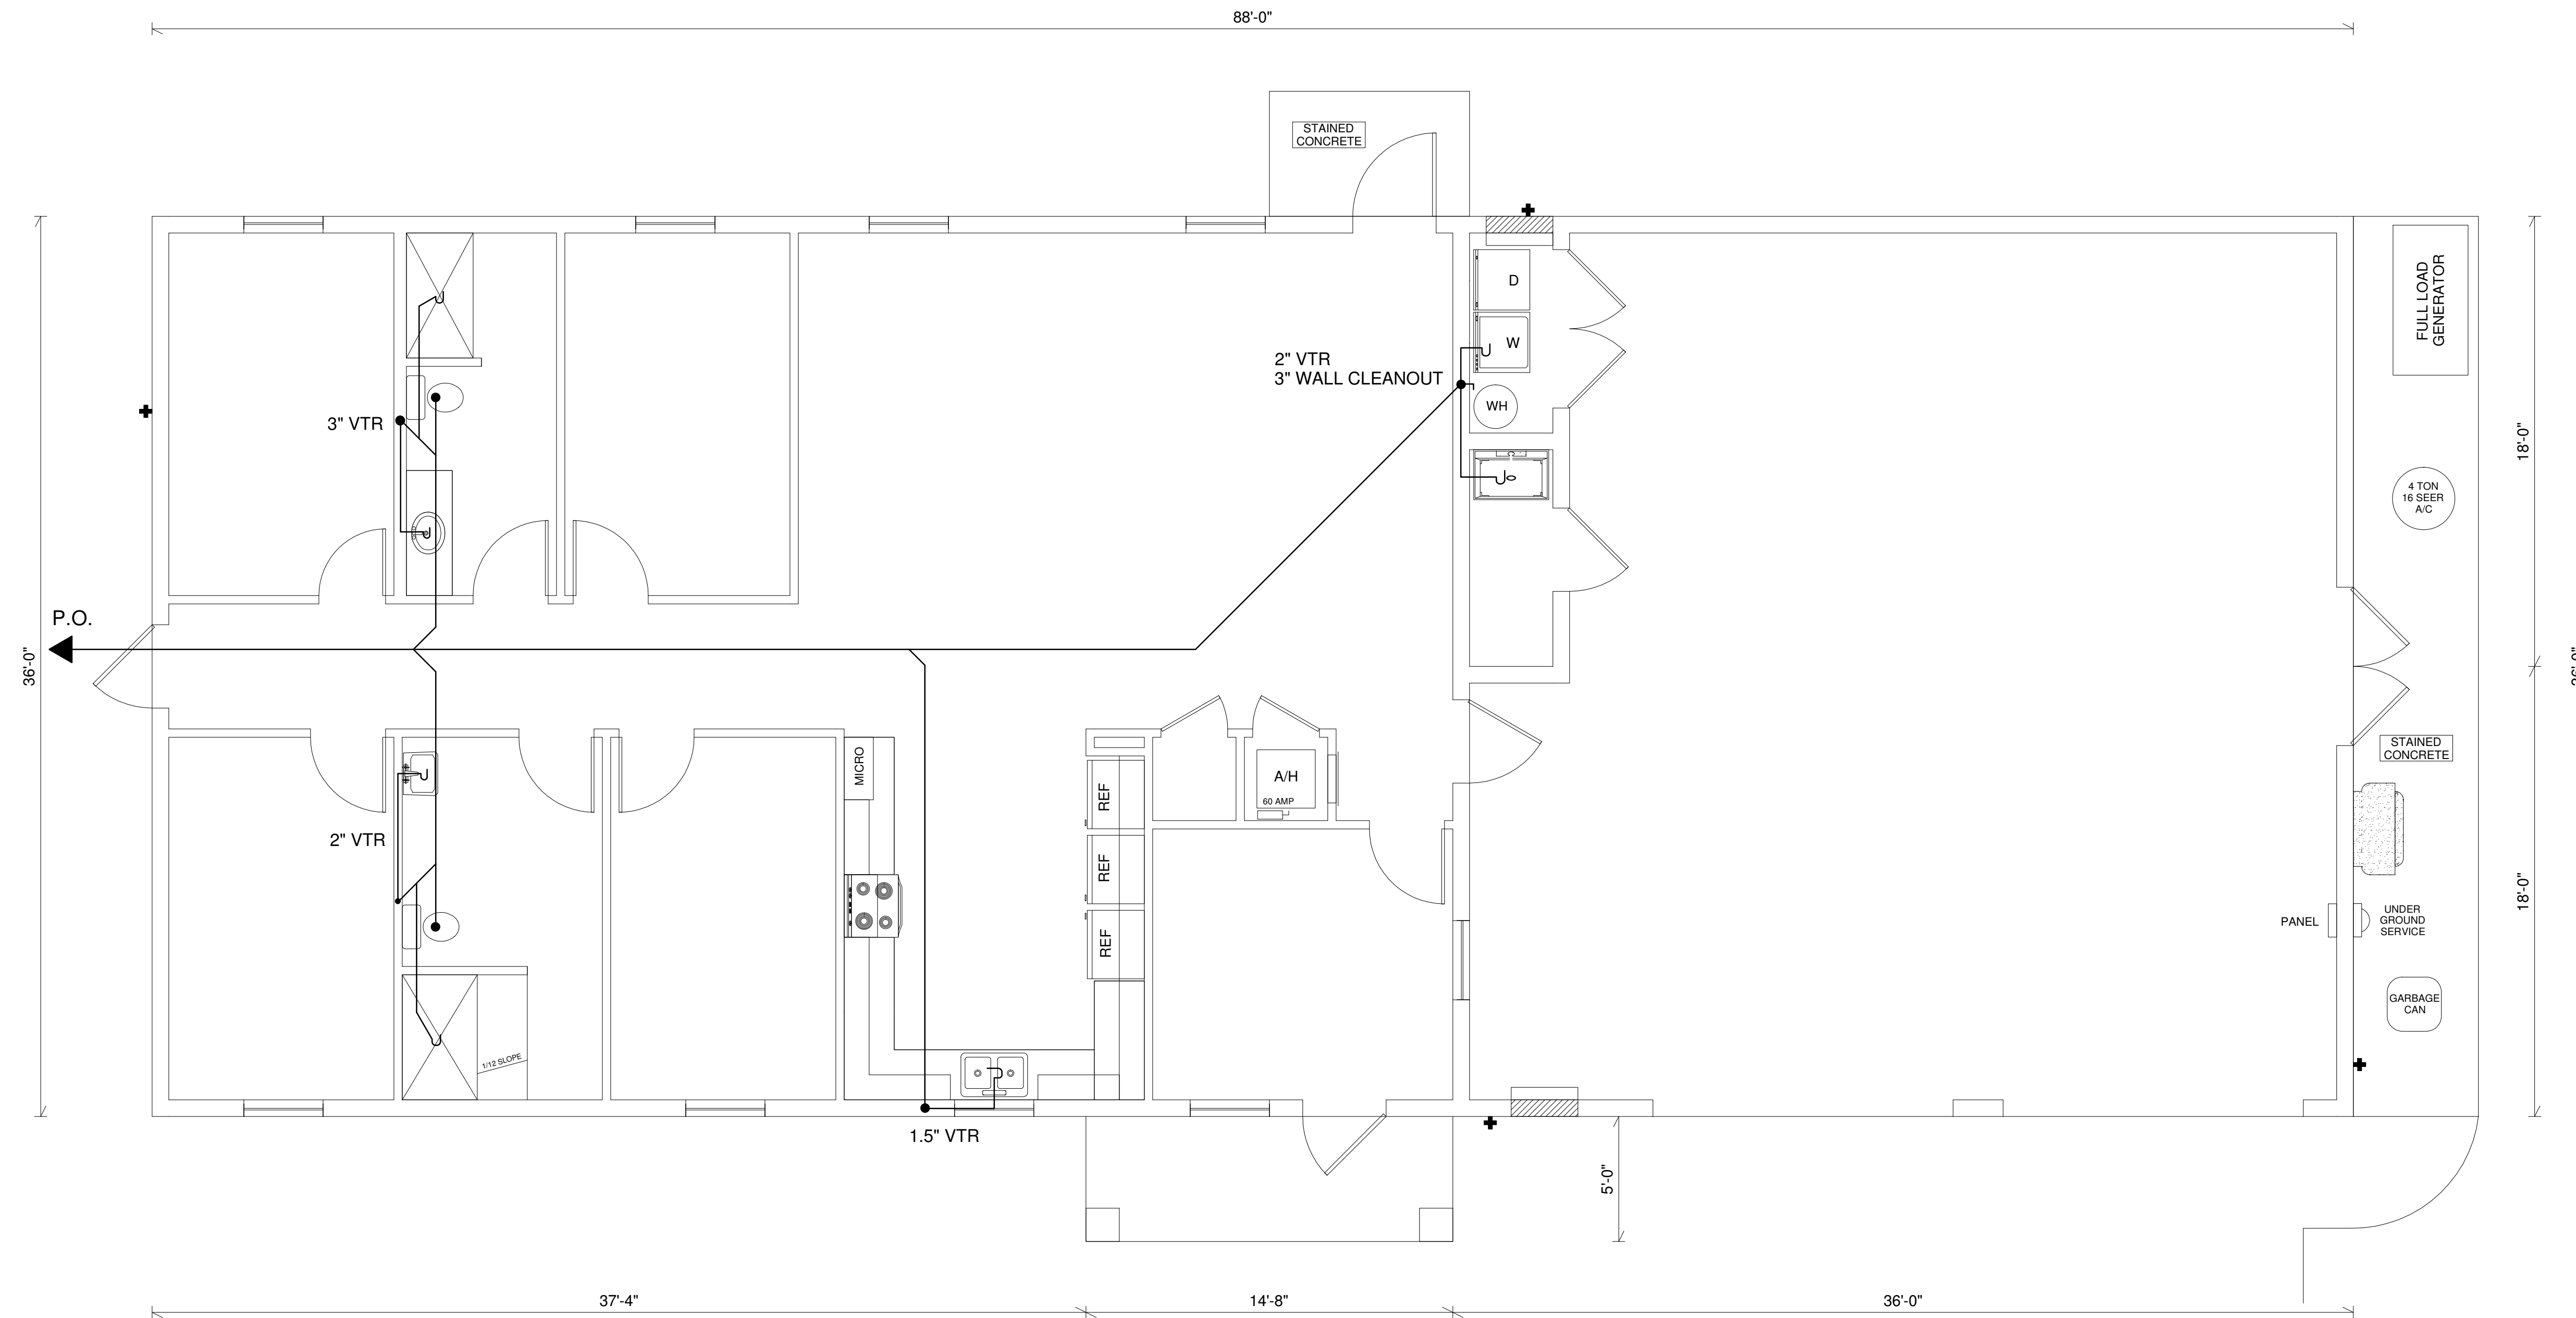 88'-0"
STAINED
CONCRETE
D
FULL LOAD
GENERATOR
W
2" VTR
3" WALL CLEANOUT
WH
3" VTR
18'-0"
4 TON
16 SEER
A/C
P.O.
36'-0"
36'-0"
STAINED
CONCRETE
MICRO
A/H
60 AMP
REF
2" VTR
REF
18'-0"
PANEL
UNDER
GROUND
SERVICE
REF
GARBAGE
CAN
1/12 SLOPE
1.5" VTR
5'-0"
37'-4"
14'-8"
36'-0"